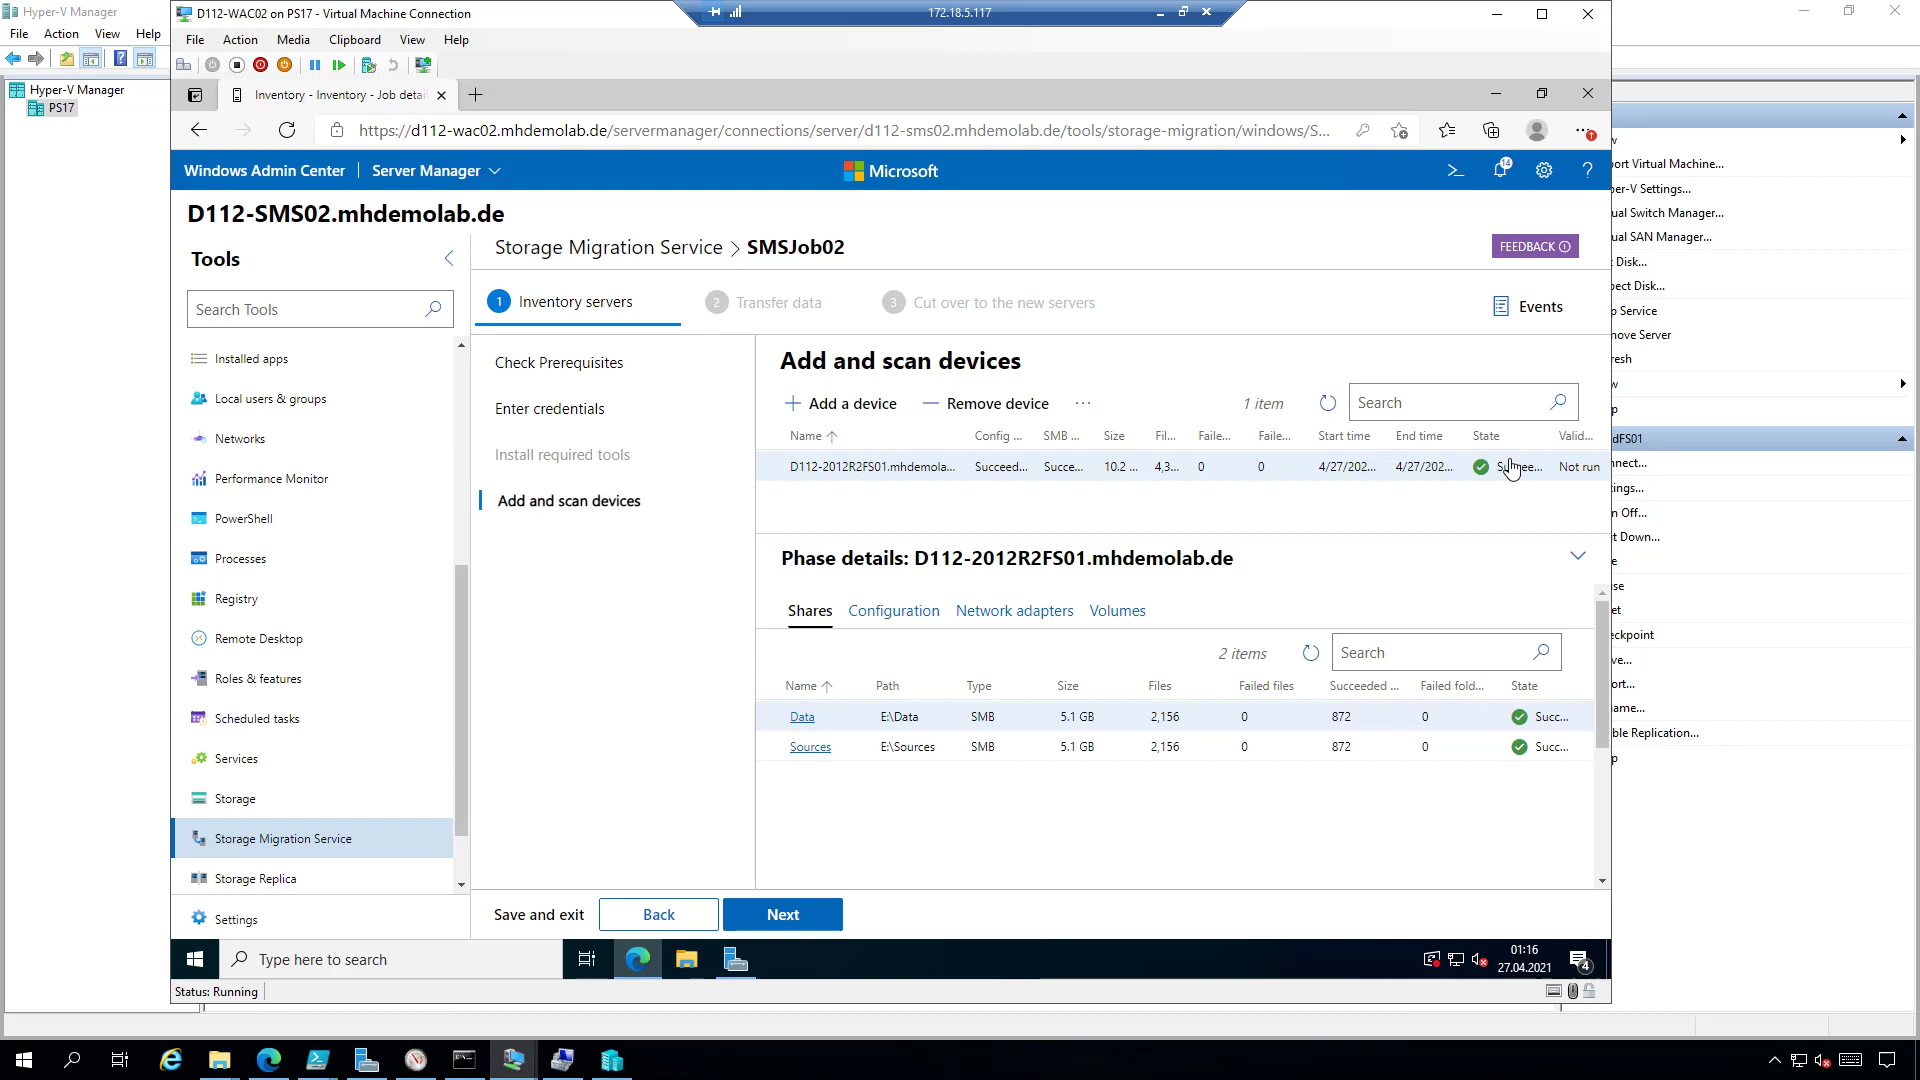 Hyper-V Manager
File Action View Help
Hyper-V Manager
PS17
D112-WAC02 on PS17 - Virtual Machine Connection
172.18.5.117
File Action Media Clipboard View Help
Inventory - Inventory - Job detai
https://d112-wac02.mhdemolab.de/servermanager/connections/server/d112-sms02.mhdemolab.de/tools/storage-migration/windows/S...
Windows Admin Center Server Manager Microsoft 14 ?
D112-SMS02.mhdemolab.de
Tools
Search Tools
Installed apps
Local users & groups
Networks
Performance Monitor
PowerShell
Processes
Registry
Remote Desktop
Roles & features
Scheduled tasks
Services
Storage
Storage Migration Service
Storage Replica
Settings
Storage Migration Service > SMSJob02
FEEDBACK
1 Inventory servers 2 Transfer data 3 Cut over to the new servers
Events
Check Prerequisites
Enter credentials
Install required tools
Add and scan devices
Add and scan devices
+ Add a device — Remove device ... 1 item Search
Name Config ... SMB ... Size Fil... Faile... Faile... Start time End time State Valid...
D112-2012R2FS01.mhdemola... Succeed... Succe... 10.2 ... 4,3... 0 0 4/27/202... 4/27/202... Not run
Phase details: D112-2012R2FS01.mhdemolab.de
Shares Configuration Network adapters Volumes
2 items Search
Name Path Type Size Files Failed files Succeeded ... Failed fold... State
Data E:\Data SMB 5.1 GB 2,156 0 872 0 Succ...
Sources E:\Sources SMB 5.1 GB 2,156 0 872 0 Succ...
Save and exit Back Next
Type here to search
01:16
27.04.2021
4
Status: Running
w
ort Virtual Machine...
per-V Settings...
ual Switch Manager...
ual SAN Manager...
t Disk...
pect Disk...
p Service
nove Server
resh
w
p
dFS01
nnect...
tings...
n Off...
t Down...
e
use
et
eckpoint
ve...
ort...
ame...
ble Replication...
p